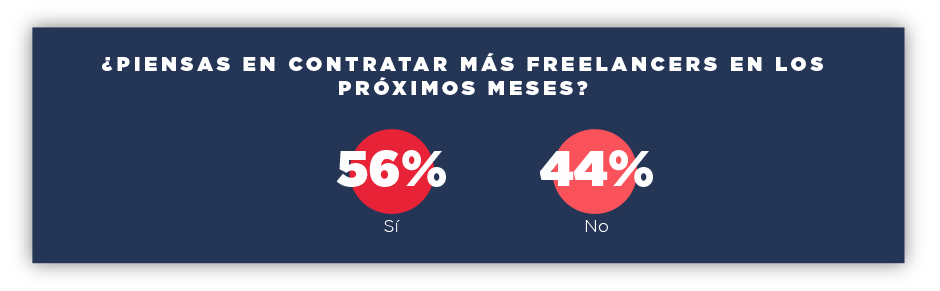 ¿PIENSAS EN CONTRATAR MÁS FREELANCERS EN LOS
PRÓXIMOS MESES?
56% 44%
Sí No